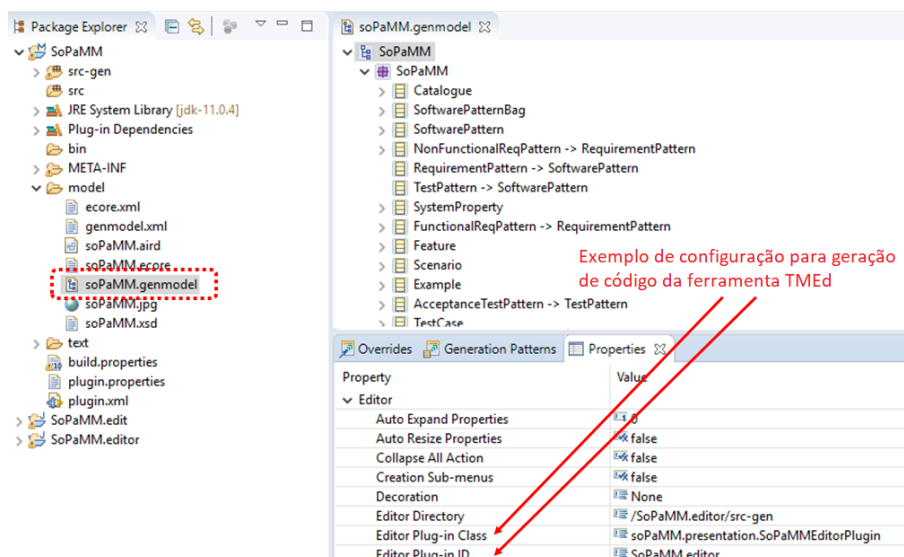 Package Explorer
SoPaMM
src-gen
src
JRE System Library [jdk-11.0.4]
Plug-in Dependencies
bin
META-INF
model
ecore.xml
genmodel.xml
soPaMM.aird
soPaMM.ecore
soPaMM.genmodel
soPaMM.jpg
soPaMM.xsd
text
build.properties
plugin.properties
plugin.xml
SoPaMM.edit
SoPaMM.editor
soPaMM.genmodel
SoPaMM
SoPaMM
Catalogue
SoftwarePatternBag
SoftwarePattern
NonFunctionalReqPattern -> RequirementPattern
RequirementPattern -> SoftwarePattern
TestPattern -> SoftwarePattern
SystemProperty
FunctionalReqPattern -> RequirementPattern
Feature
Scenario
Example
AcceptanceTestPattern -> TestPattern
TestCase
Exemplo de configuração para geração
de código da ferramenta TMEd
Overrides Generation Patterns Properties
Property Value
Editor
Auto Expand Properties 0
Auto Resize Properties false
Collapse All Action false
Creation Sub-menus false
Decoration None
Editor Directory /SoPaMM.editor/src-gen
Editor Plug-in Class soPaMM.presentation.SoPaMMEditorPlugin
Editor Plug-in ID SoPaMM.editor